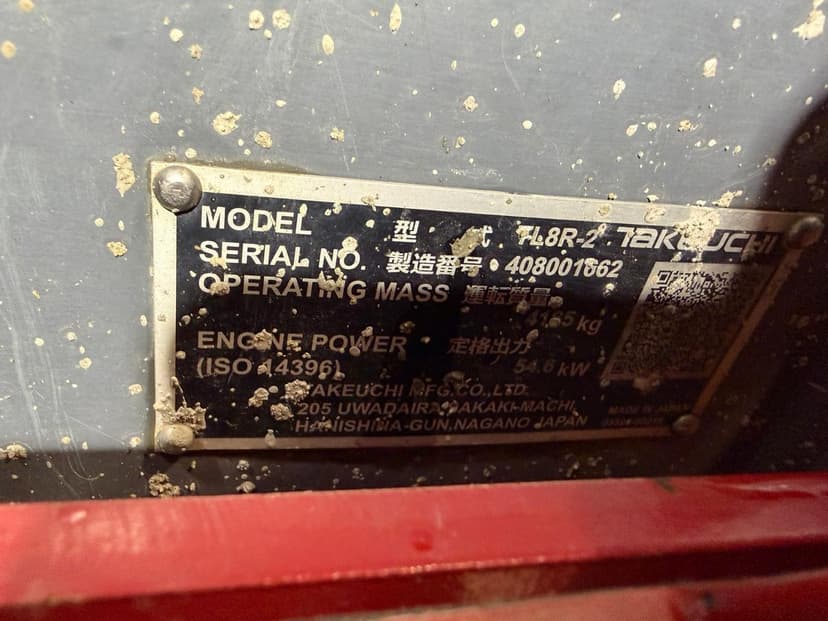 MODEL 型 式 TL8R-2 TAKEUCHI
SERIAL NO. 製造番号 408001662
OPERATING MASS 運転質量
kg
ENGINE POWER 定格出力
(ISO 14396) 54.6 kW
TAKEUCHI MFG.CO.,LTD.
205 UWADAIRA,SAKAKI-MACHI
HANISHINA-GUN,NAGANO JAPAN
MADE IN JAPAN